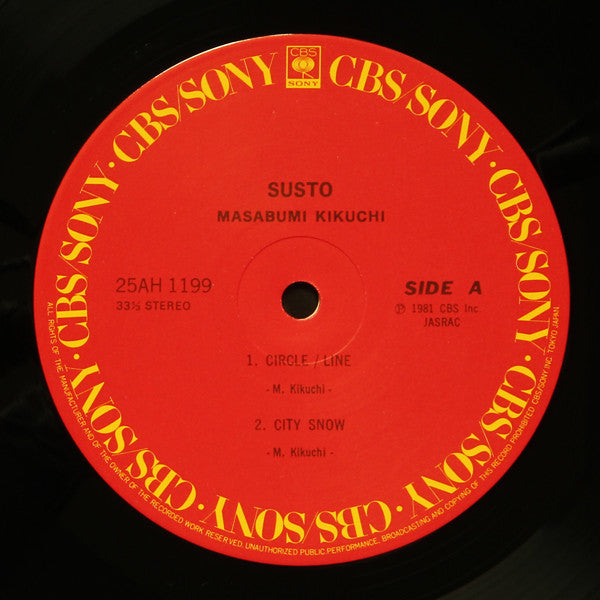 CBS
SONY
CBS/SONY · CBS/SONY · CBS/SONY · CBS/SONY · CBS/SONY · CBS/SONY · CBS/SONY · CBS/SONY
SUSTO
MASABUMI KIKUCHI
25AH 1199
33⅓ STEREO
SIDE A
Ⓟ 1981 CBS Inc.
JASRAC
1. CIRCLE / LINE
- M. Kikuchi -
2. CITY SNOW
- M. Kikuchi -
ALL RIGHTS OF THE MANUFACTURER AND OF THE OWNER OF THE RECORDED WORK RESERVED. UNAUTHORIZED PUBLIC PERFORMANCE, BROADCASTING AND COPYING OF THIS RECORD PROHIBITED CBS/SONY INC. TOKYO JAPAN.